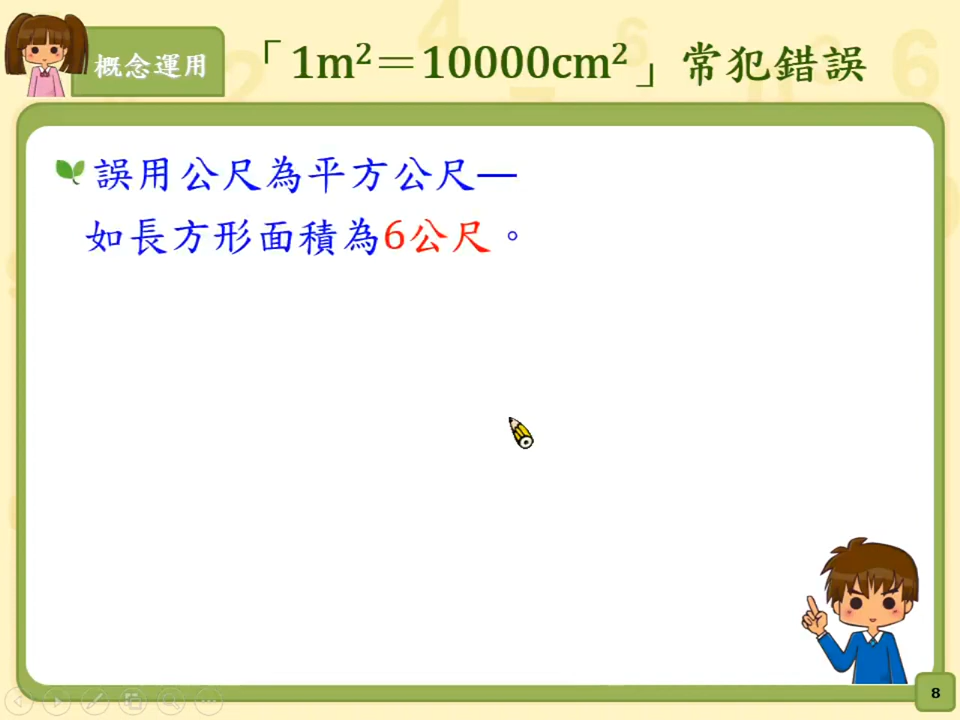 概念運用
「1m²＝10000cm²」常犯錯誤
誤用公尺為平方公尺—
如長方形面積為6公尺。
8